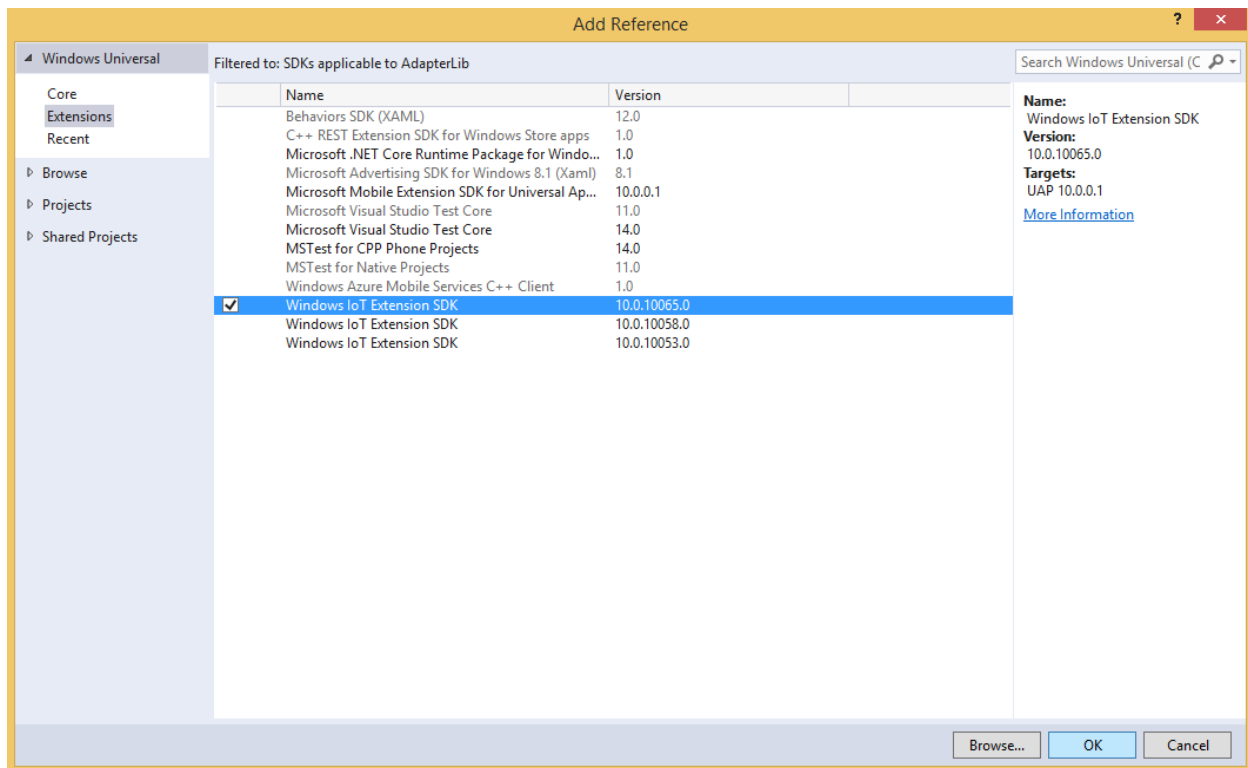 Add Reference
?
Windows Universal
Core
Extensions
Recent
Browse
Projects
Shared Projects
Filtered to: SDKs applicable to AdapterLib
Search Windows Universal (C
Name Version
Behaviors SDK (XAML) 12.0
C++ REST Extension SDK for Windows Store apps 1.0
Microsoft .NET Core Runtime Package for Windo... 1.0
Microsoft Advertising SDK for Windows 8.1 (Xaml) 8.1
Microsoft Mobile Extension SDK for Universal Ap... 10.0.0.1
Microsoft Visual Studio Test Core 11.0
Microsoft Visual Studio Test Core 14.0
MSTest for CPP Phone Projects 14.0
MSTest for Native Projects 11.0
Windows Azure Mobile Services C++ Client 1.0
Windows IoT Extension SDK 10.0.10065.0
Windows IoT Extension SDK 10.0.10058.0
Windows IoT Extension SDK 10.0.10053.0
Name:
Windows IoT Extension SDK
Version:
10.0.10065.0
Targets:
UAP 10.0.0.1
More Information
Browse... OK Cancel